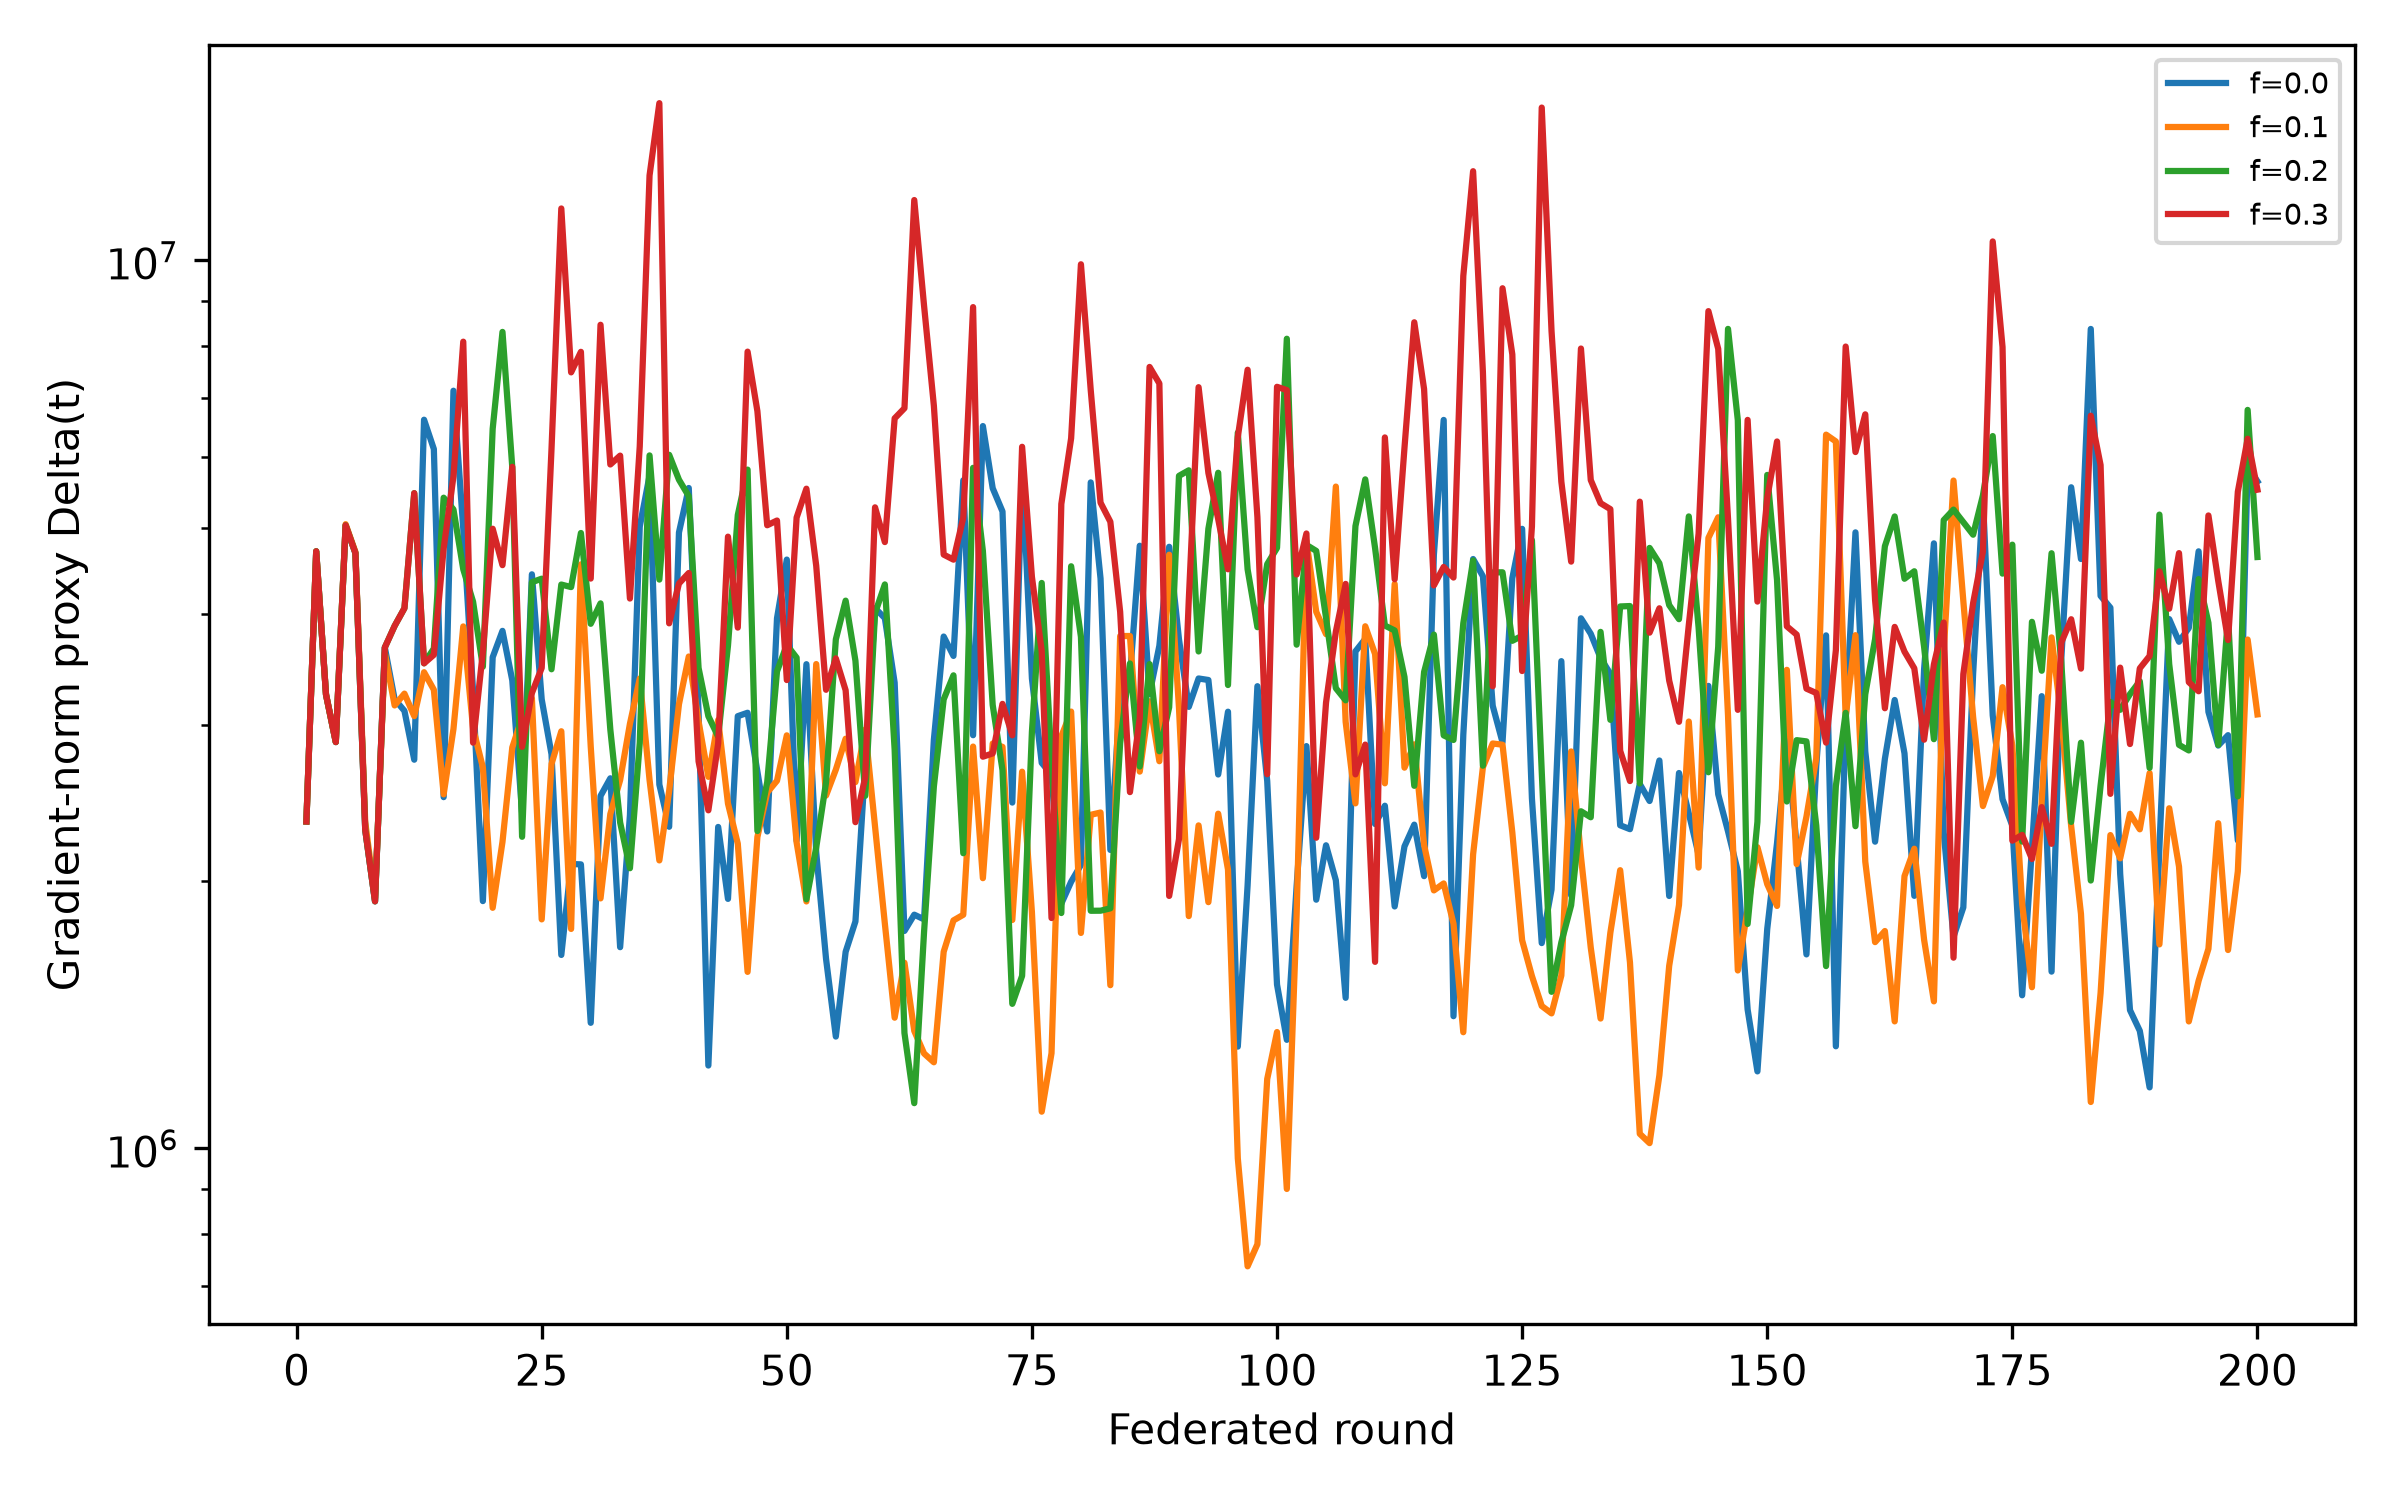 f=0.0
f=0.1
f=0.2
f=0.3
Gradient-norm proxy Delta(t)
10^7
10^6
0 25 50 75 100 125 150 175 200
Federated round